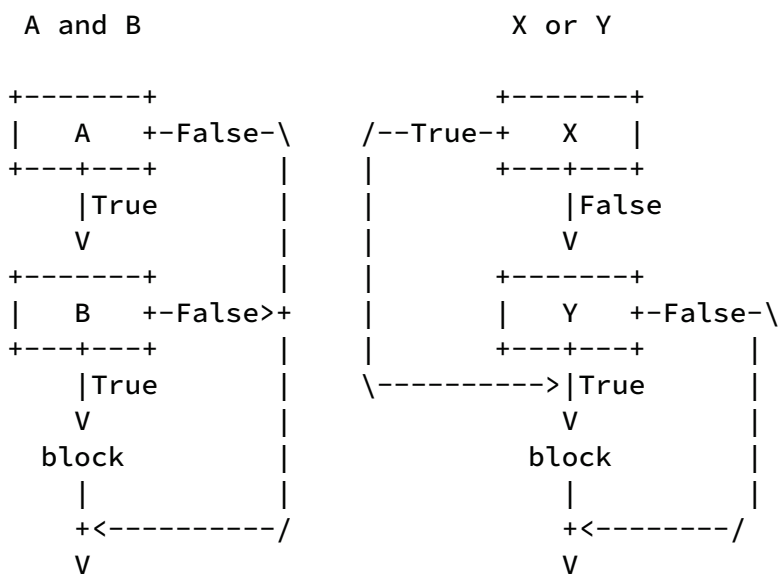 A and B                    X or Y
+-------+                   +-------+
|   A   +-False-\    /--True-+   X   |
+---+---+       |    |       +---+---+
    |True       |    |           |False
    V           |    |           V
+-------+       |    |       +-------+
|   B   +-False>+    |       |   Y   +-False-\
+---+---+       |    |       +---+---+       |
    |True       |    \---------->|True       |
    V           |                V           |
  block         |              block         |
    |           |                |           |
    +<----------/                +<--------/
    V                            V